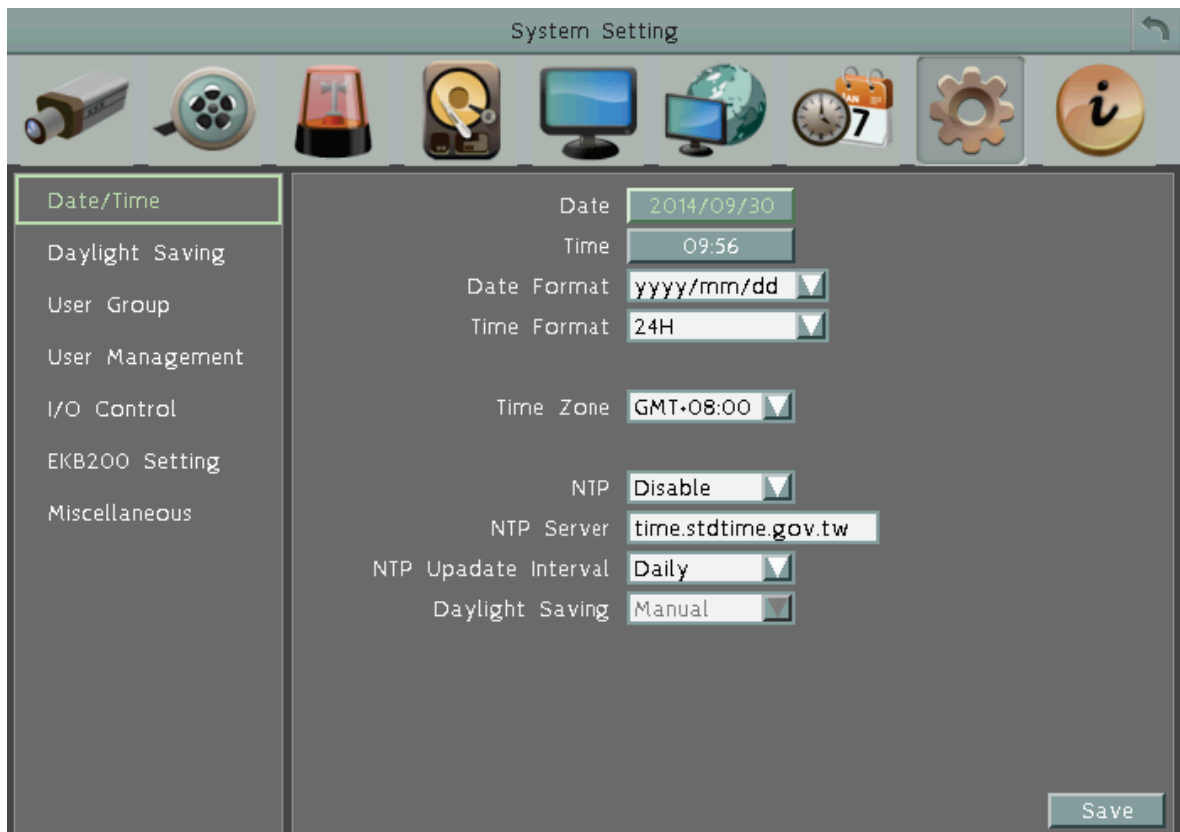 System Setting
JAN
7
i
Date/Time
Daylight Saving
User Group
User Management
I/O Control
EKB200 Setting
Miscellaneous
Date 2014/09/30
Time 09:56
Date Format yyyy/mm/dd
Time Format 24H
Time Zone GMT+08:00
NTP Disable
NTP Server time.stdtime.gov.tw
NTP Upadate Interval Daily
Daylight Saving Manual
Save